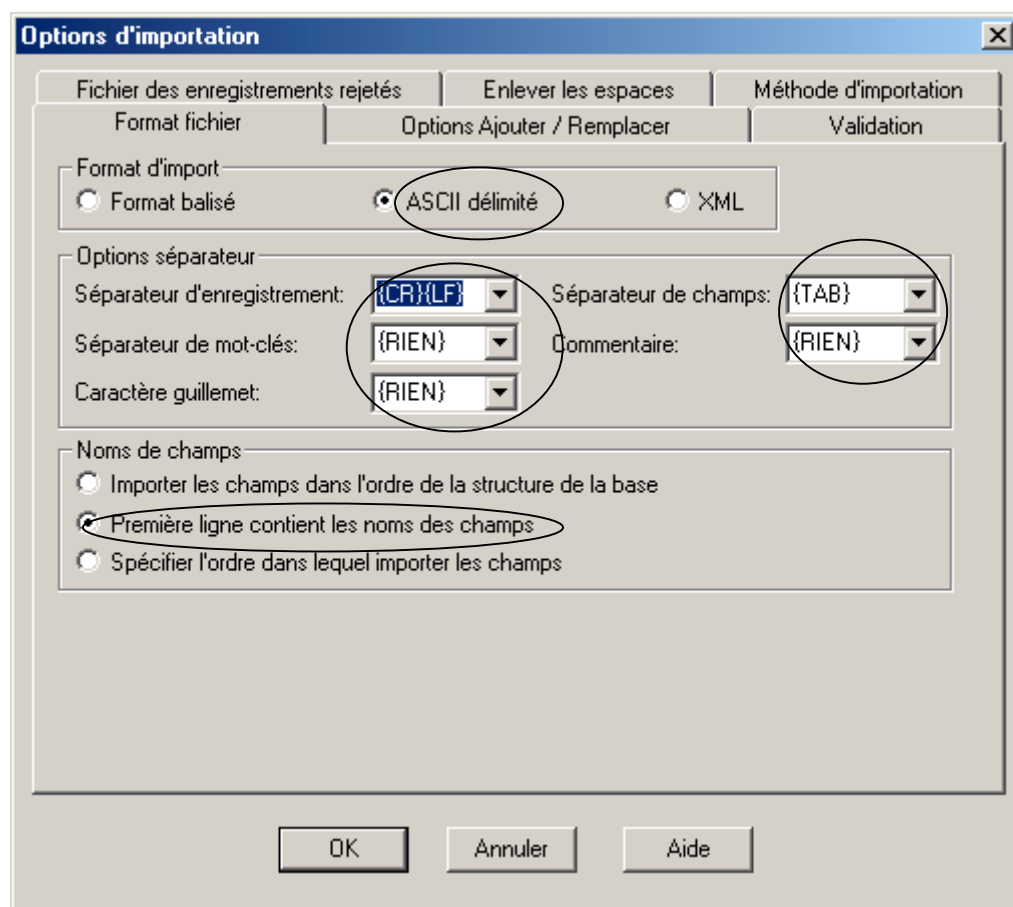 Options d'importation
Fichier des enregistrements rejetés Enlever les espaces Méthode d'importation
Format fichier Options Ajouter / Remplacer Validation
Format d'import
Format balisé ASCII délimité XML
Options séparateur
Séparateur d'enregistrement: {CR}{LF} Séparateur de champs: {TAB}
Séparateur de mot-clés: {RIEN} Commentaire: {RIEN}
Caractère guillemet: {RIEN}
Noms de champs
Importer les champs dans l'ordre de la structure de la base
Première ligne contient les noms des champs
Spécifier l'ordre dans lequel importer les champs
OK Annuler Aide